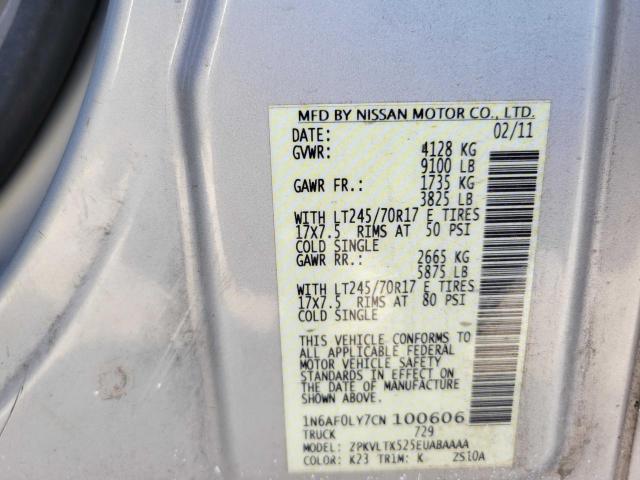 MFD BY NISSAN MOTOR CO., LTD.
DATE: 02/11
GVWR: 4128 KG
9100 LB
GAWR FR.: 1735 KG
3825 LB
WITH LT245/70R17 E TIRES
17X7.5 RIMS AT 50 PSI
COLD SINGLE
GAWR RR.: 2665 KG
5875 LB
WITH LT245/70R17 E TIRES
17X7.5 RIMS AT 80 PSI
COLD SINGLE
THIS VEHICLE CONFORMS TO
ALL APPLICABLE FEDERAL
MOTOR VEHICLE SAFETY
STANDARDS IN EFFECT ON
THE DATE OF MANUFACTURE
SHOWN ABOVE.
1N6AF0LY7CN 100606
TRUCK 729
MODEL: ZPKVLTX525EUABAAAA
COLOR: K23 TRIM: K ZS10A